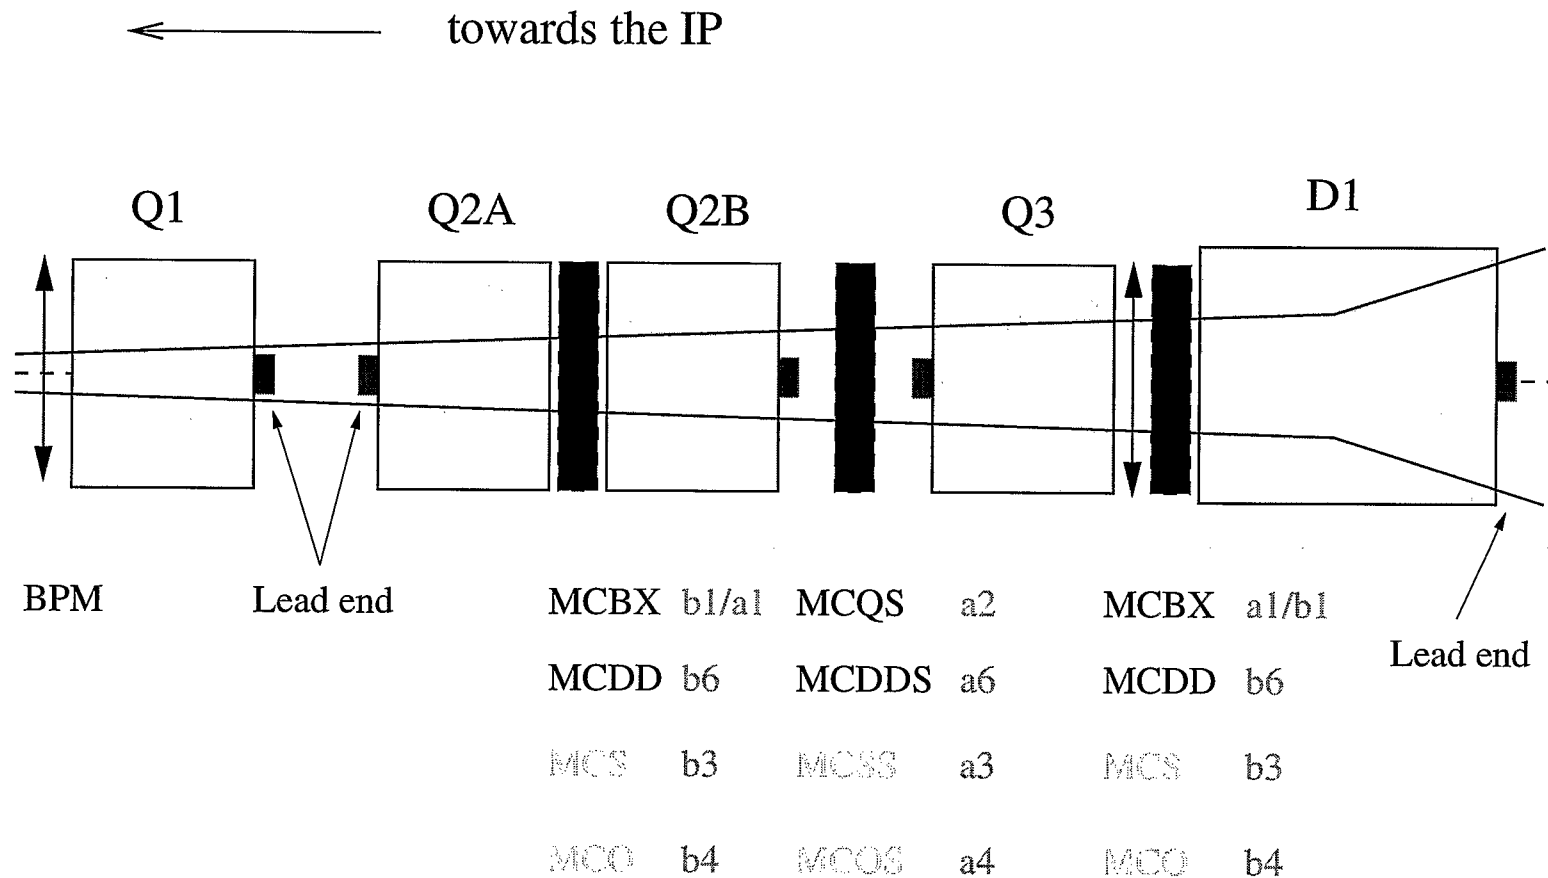 towards the IP
Q1 Q2A Q2B Q3 D1
BPM Lead end MCBX b1/a1 MCQS a2 MCBX a1/b1
Lead end
MCDD b6 MCDDS a6 MCDD b6
MCS b3 MCSS a3 MCS b3
MCO b4 MCOS a4 MCO b4